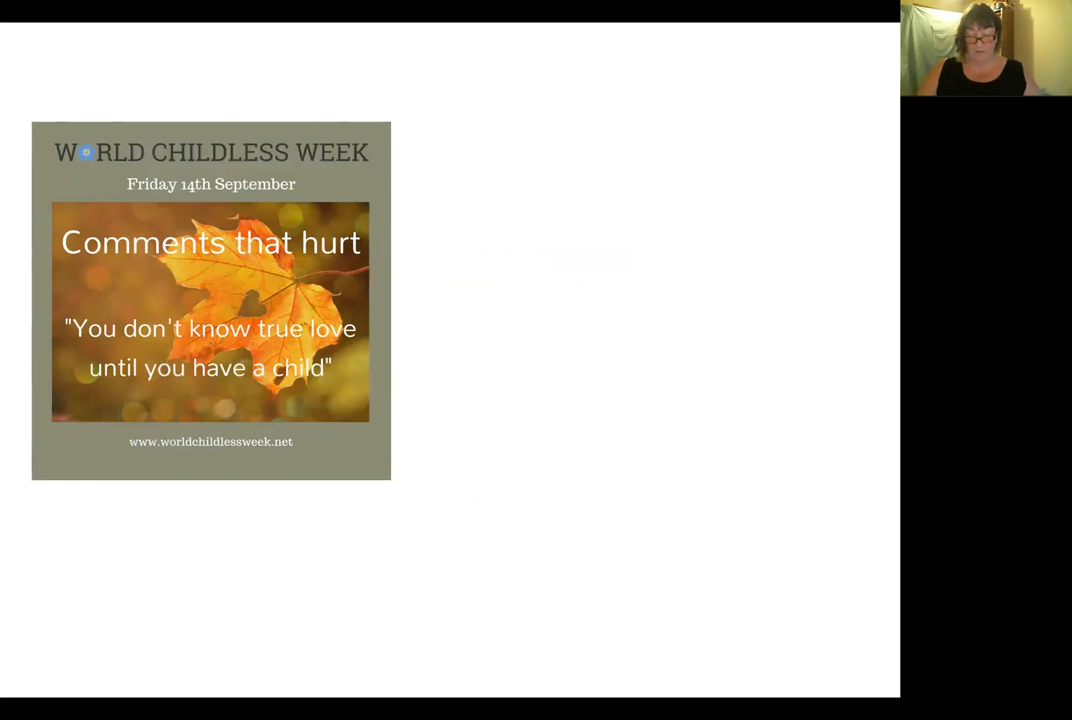 WORLD CHILDLESS WEEK
Friday 14th September
Comments that hurt
"You don't know true love
until you have a child"
www.worldchildlessweek.net